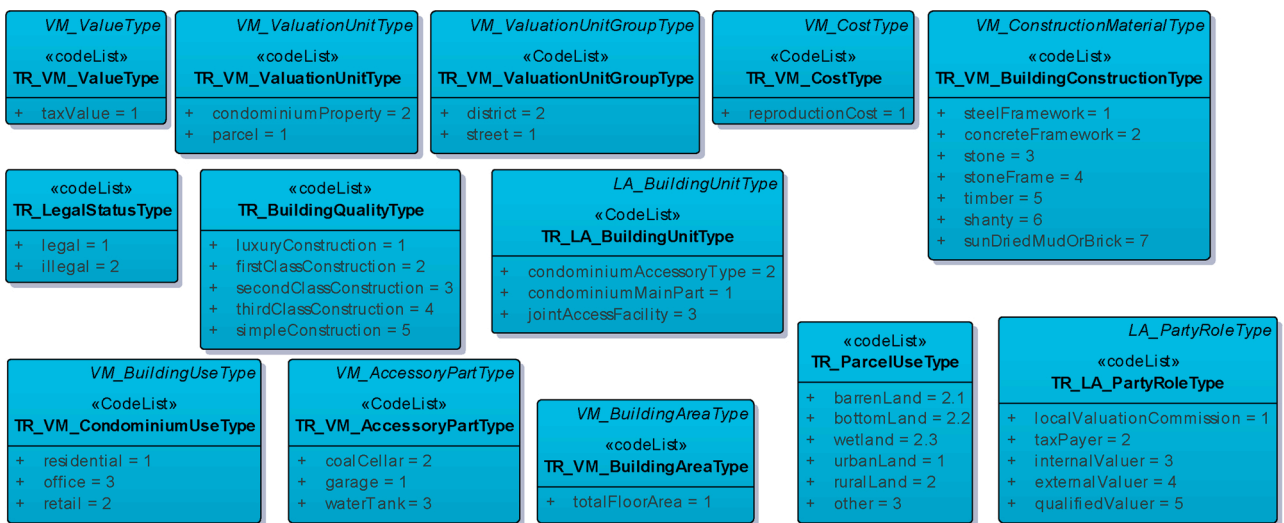 VM_ValueType
«codeList»
TR_VM_ValueType
+ taxValue = 1
VM_ValuationUnitType
«codeList»
TR_VM_ValuationUnitType
+ condominiumProperty = 2
+ parcel = 1
VM_ValuationUnitGroupType
«CodeList»
TR_VM_ValuationUnitGroupType
+ district = 2
+ street = 1
VM_CostType
«CodeList»
TR_VM_CostType
+ reproductionCost = 1
VM_ConstructionMaterialType
«codeList»
TR_VM_BuildingConstructionType
+ steelFramework = 1
+ concreteFramework = 2
+ stone = 3
+ stoneFrame = 4
+ timber = 5
+ shanty = 6
+ sunDriedMudOrBrick = 7
«codeList»
TR_LegalStatusType
+ legal = 1
+ illegal = 2
«codeList»
TR_BuildingQualityType
+ luxuryConstruction = 1
+ firstClassConstruction = 2
+ secondClassConstruction = 3
+ thirdClassConstruction = 4
+ simpleConstruction = 5
LA_BuildingUnitType
«CodeList»
TR_LA_BuildingUnitType
+ condominiumAccessoryType = 2
+ condominiumMainPart = 1
+ jointAccessFacility = 3
VM_BuildingUseType
«CodeList»
TR_VM_CondominiumUseType
+ residential = 1
+ office = 3
+ retail = 2
VM_AccessoryPartType
«CodeList»
TR_VM_AccessoryPartType
+ coalCellar = 2
+ garage = 1
+ waterTank = 3
VM_BuildingAreaType
«codeList»
TR_VM_BuildingAreaType
+ totalFloorArea = 1
«codeList»
TR_ParcelUseType
+ barrenLand = 2.1
+ bottomLand = 2.2
+ wetland = 2.3
+ urbanLand = 1
+ ruralLand = 2
+ other = 3
LA_PartyRoleType
«codeList»
TR_LA_PartyRoleType
+ localValuationCommission = 1
+ taxPayer = 2
+ internalValuer = 3
+ externalValuer = 4
+ qualifiedValuer = 5